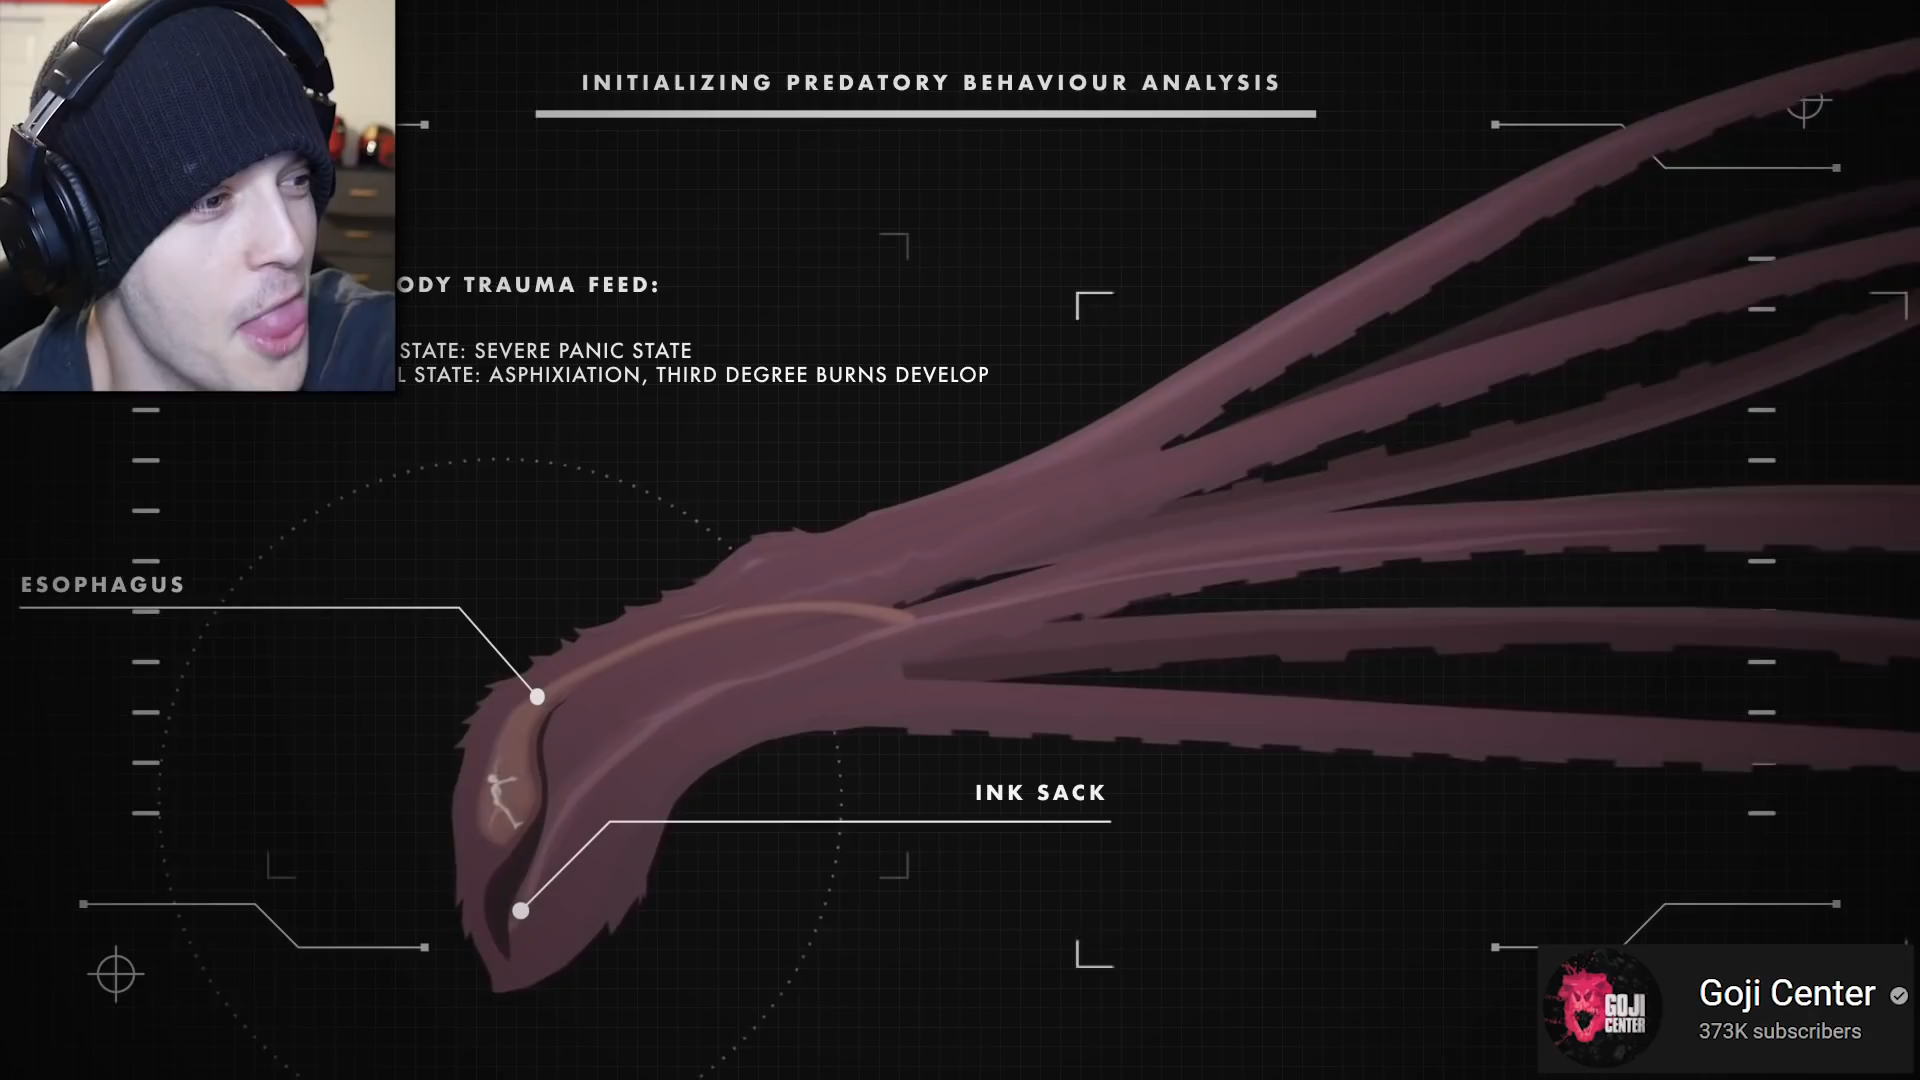 INITIALIZING PREDATORY BEHAVIOUR ANALYSIS
ODY TRAUMA FEED:
STATE: SEVERE PANIC STATE
L STATE: ASPHIXIATION, THIRD DEGREE BURNS DEVELOP
ESOPHAGUS
INK SACK
GOJI
CENTER
Goji Center
373K subscribers